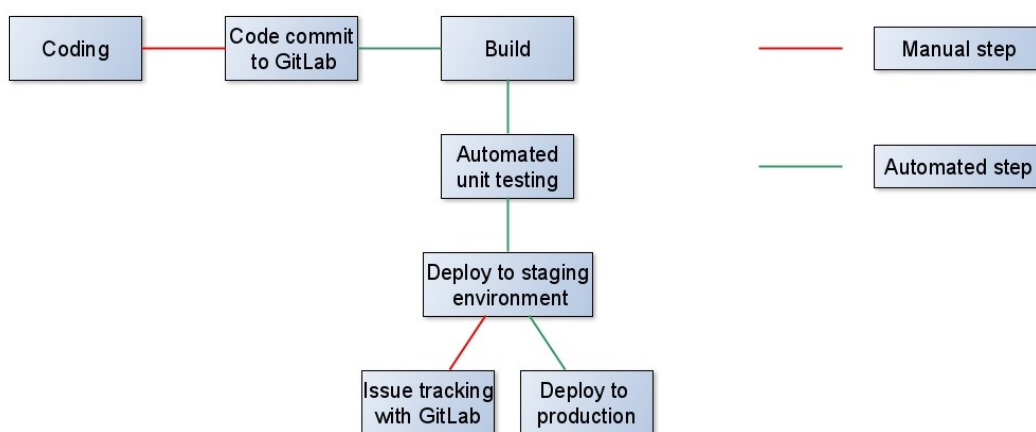 Coding
Code commit
to GitLab
Build
Manual step
Automated
unit testing
Automated step
Deploy to staging
environment
Issue tracking
with GitLab
Deploy to
production